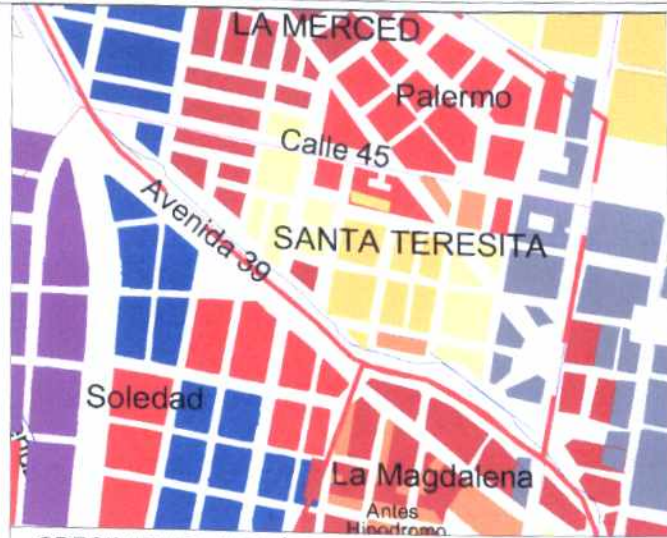 LA MERCED
Palermo
Calle 45
Avenida 39
SANTA TERESITA
Soledad
La Magdalena
Antes
Hipodromo